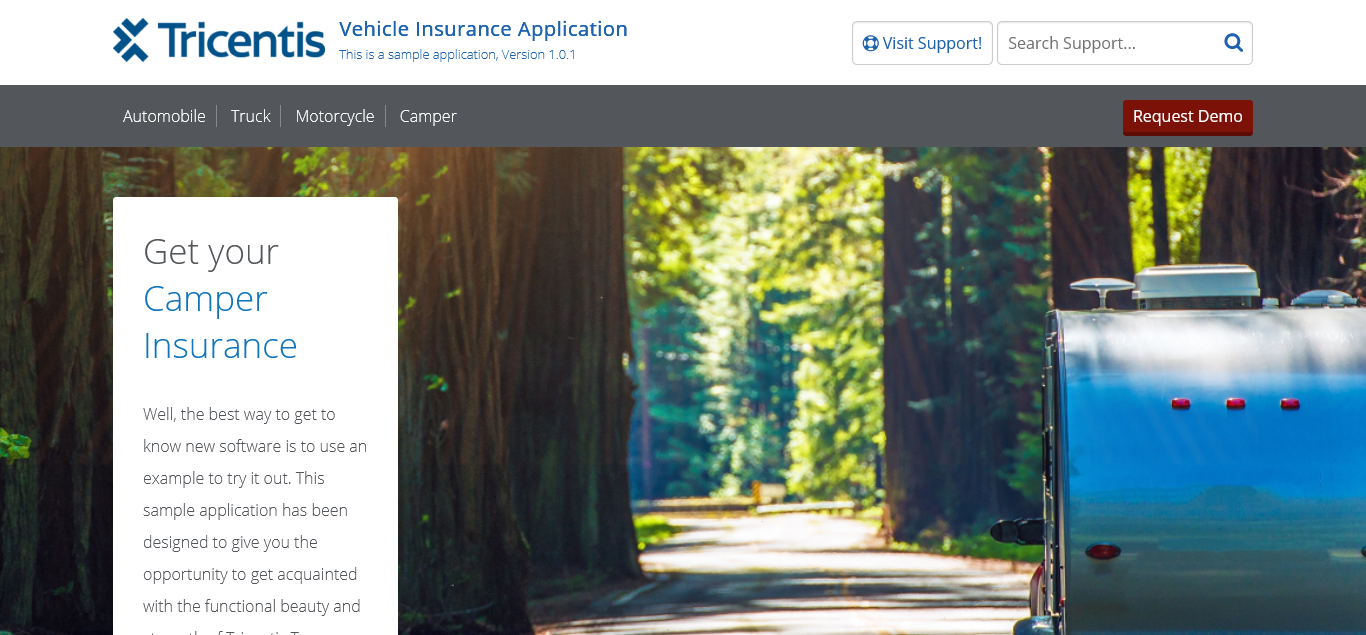 Tricentis
Vehicle Insurance Application
This is a sample application, Version 1.0.1
Visit Support!
Search Support...
Automobile
Truck
Motorcycle
Camper
Request Demo
Get your
Camper
Insurance
Well, the best way to get to
know new software is to use an
example to try it out. This
sample application has been
designed to give you the
opportunity to get acquainted
with the functional beauty and